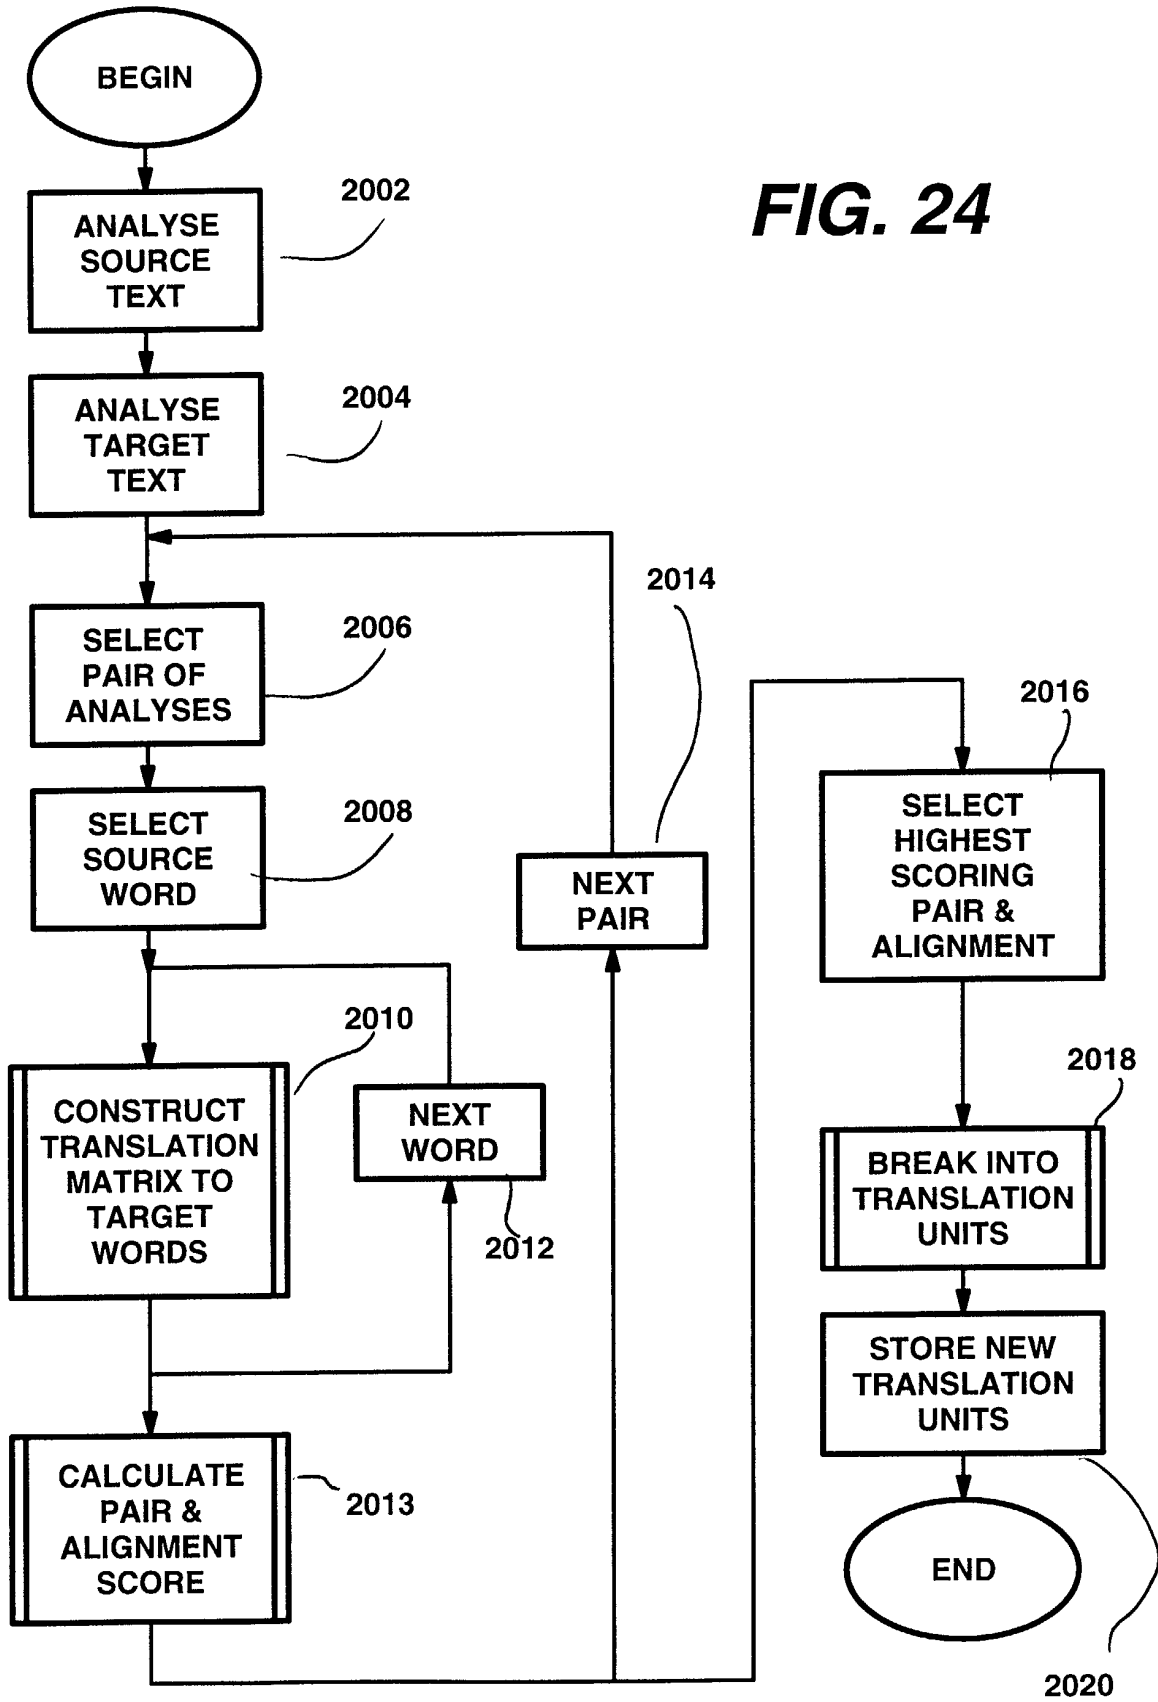 BEGIN
FIG. 24
2002
ANALYSE
SOURCE
TEXT
2004
ANALYSE
TARGET
TEXT
2006
SELECT
PAIR OF
ANALYSES
2008
SELECT
SOURCE
WORD
2010
CONSTRUCT
TRANSLATION
MATRIX TO
TARGET
WORDS
NEXT
WORD
2012
CALCULATE
PAIR &
ALIGNMENT
SCORE
2013
2014
NEXT
PAIR
2016
SELECT
HIGHEST
SCORING
PAIR &
ALIGNMENT
2018
BREAK INTO
TRANSLATION
UNITS
STORE NEW
TRANSLATION
UNITS
END
2020